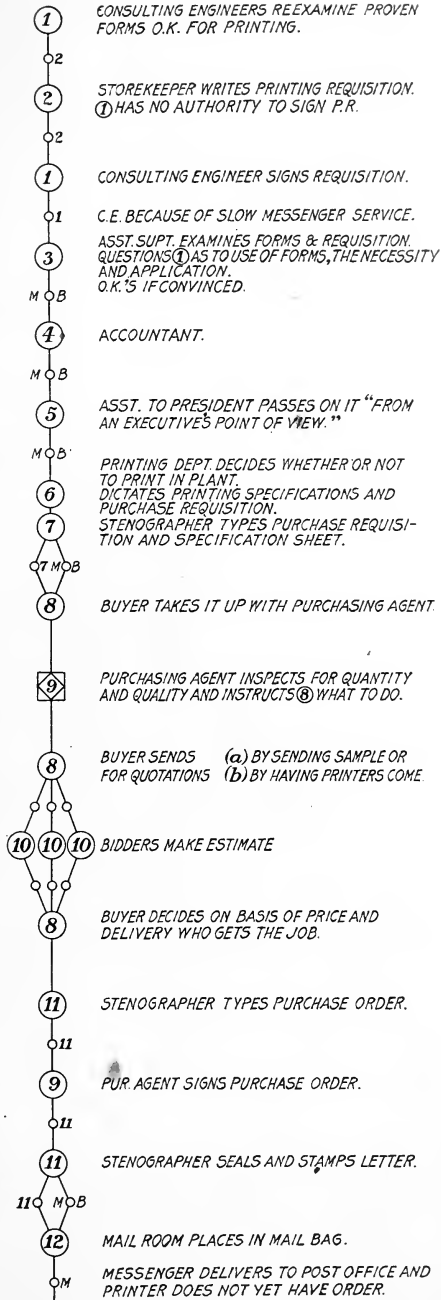 1 CONSULTING ENGINEERS REEXAMINE PROVEN
FORMS O.K. FOR PRINTING.
2
2 STOREKEEPER WRITES PRINTING REQUISITION.
① HAS NO AUTHORITY TO SIGN P.R.
2
1 CONSULTING ENGINEER SIGNS REQUISITION.
1 C.E. BECAUSE OF SLOW MESSENGER SERVICE.
ASST. SUPT. EXAMINES FORMS & REQUISITION.
3 QUESTIONS ① AS TO USE OF FORMS, THE NECESSITY
AND APPLICATION.
O.K.'S IF CONVINCED.
M B
4 ACCOUNTANT.
M B
5 ASST. TO PRESIDENT PASSES ON IT "FROM
AN EXECUTIVE'S POINT OF VIEW."
M B
PRINTING DEPT. DECIDES WHETHER OR NOT
TO PRINT IN PLANT.
6 DICTATES PRINTING SPECIFICATIONS AND
PURCHASE REQUISITION.
7 STENOGRAPHER TYPES PURCHASE REQUISI-
TION AND SPECIFICATION SHEET.
7 M B
8 BUYER TAKES IT UP WITH PURCHASING AGENT.
9 PURCHASING AGENT INSPECTS FOR QUANTITY
AND QUALITY AND INSTRUCTS ⑧ WHAT TO DO.
8 BUYER SENDS (a) BY SENDING SAMPLE OR
FOR QUOTATIONS (b) BY HAVING PRINTERS COME.
10 10 10 BIDDERS MAKE ESTIMATE
8 BUYER DECIDES ON BASIS OF PRICE AND
DELIVERY WHO GETS THE JOB.
11 STENOGRAPHER TYPES PURCHASE ORDER.
11
9 PUR. AGENT SIGNS PURCHASE ORDER.
11
11 STENOGRAPHER SEALS AND STAMPS LETTER.
11 M B
12 MAIL ROOM PLACES IN MAIL BAG.
M MESSENGER DELIVERS TO POST OFFICE AND
PRINTER DOES NOT YET HAVE ORDER.